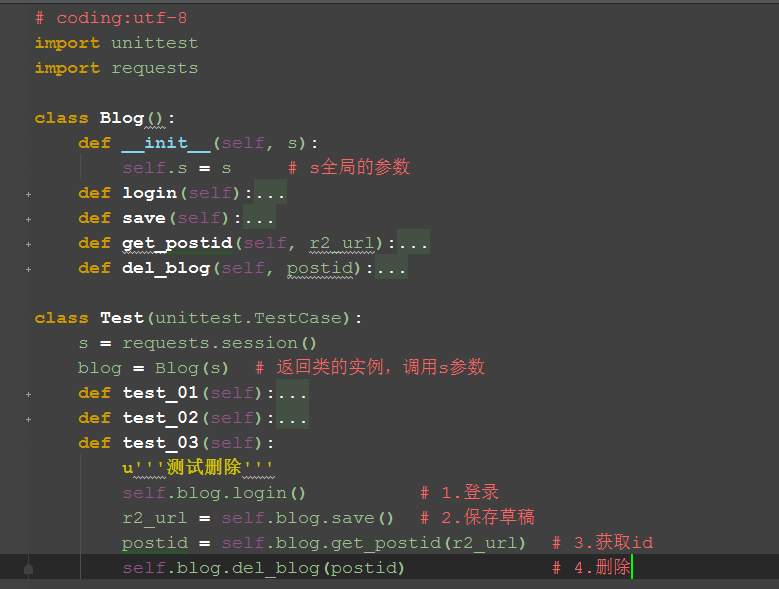 # coding:utf-8
import unittest
import requests
class Blog():
def __init__(self, s):
self.s = s # s全局的参数
def login(self):...
def save(self):...
def get_postid(self, r2_url):...
def del_blog(self, postid):...
class Test(unittest.TestCase):
s = requests.session()
blog = Blog(s) # 返回类的实例，调用s参数
def test_01(self):...
def test_02(self):...
def test_03(self):
u'''测试删除'''
self.blog.login() # 1.登录
r2_url = self.blog.save() # 2.保存草稿
postid = self.blog.get_postid(r2_url) # 3.获取id
self.blog.del_blog(postid) # 4.删除